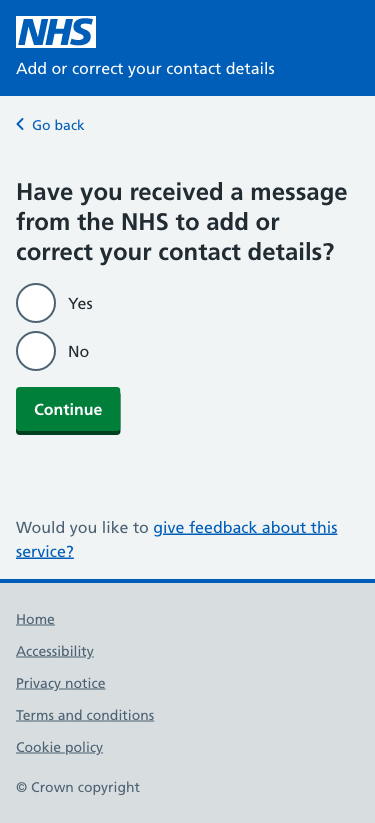 NHS
Add or correct your contact details
Go back
Have you received a message
from the NHS to add or
correct your contact details?
Yes
No
Continue
Would you like to give feedback about this
service?
Home
Accessibility
Privacy notice
Terms and conditions
Cookie policy
© Crown copyright